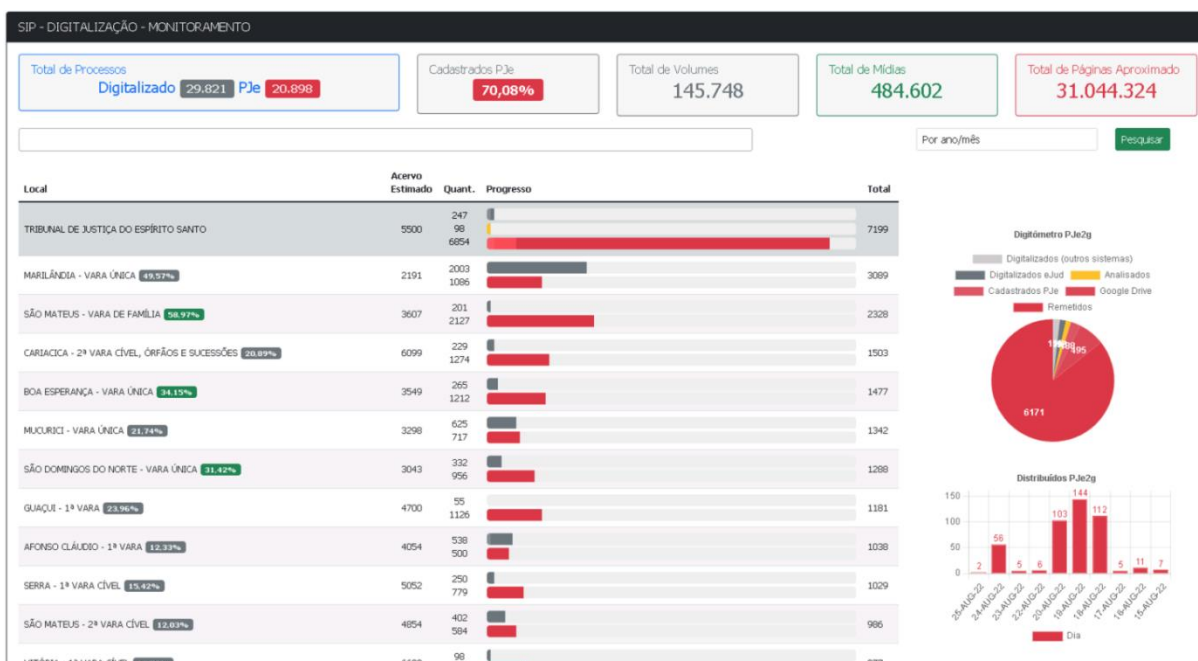 SIP - DIGITALIZAÇÃO - MONITORAMENTO
Total de Processos
Digitalizado 29.821 PJe 20.898
Cadastrados PJe
70,08%
Total de Volumes
145.748
Total de Mídias
484.602
Total de Páginas Aproximado
31.044.324
Por ano/mês
Pesquisar
Local Acervo Estimado Quant. Progresso Total
TRIBUNAL DE JUSTIÇA DO ESPÍRITO SANTO 5500 247 98 6854 7199
MARILÂNDIA - VARA ÚNICA 49,57% 2191 2003 1086 3089
SÃO MATEUS - VARA DE FAMÍLIA 58,97% 3607 201 2127 2328
CARIACICA - 2ª VARA CÍVEL, ÓRFÃOS E SUCESSÕES 20,89% 6099 229 1274 1503
BOA ESPERANÇA - VARA ÚNICA 34,15% 3549 265 1212 1477
MUCURICI - VARA ÚNICA 21,74% 3298 625 717 1342
SÃO DOMINGOS DO NORTE - VARA ÚNICA 31,42% 3043 332 956 1288
GUAÇUI - 1ª VARA 23,96% 4700 55 1126 1181
AFONSO CLÁUDIO - 1ª VARA 12,33% 4054 538 500 1038
SERRA - 1ª VARA CÍVEL 15,42% 5052 250 779 1029
SÃO MATEUS - 2ª VARA CÍVEL 12,03% 4854 402 584 986
98
Digitômetro PJe2g
Digitalizados (outros sistemas)
Digitalizados eJud Analisados
Cadastrados PJe Google Drive
Remetidos
495
6171
Distribuídos PJe2g
150
100
50
0
2 56 5 6 103 144 112 5 11 7
25-AUG-22 24-AUG-22 23-AUG-22 22-AUG-22 20-AUG-22 19-AUG-22 18-AUG-22 17-AUG-22 16-AUG-22 15-AUG-22
Dia